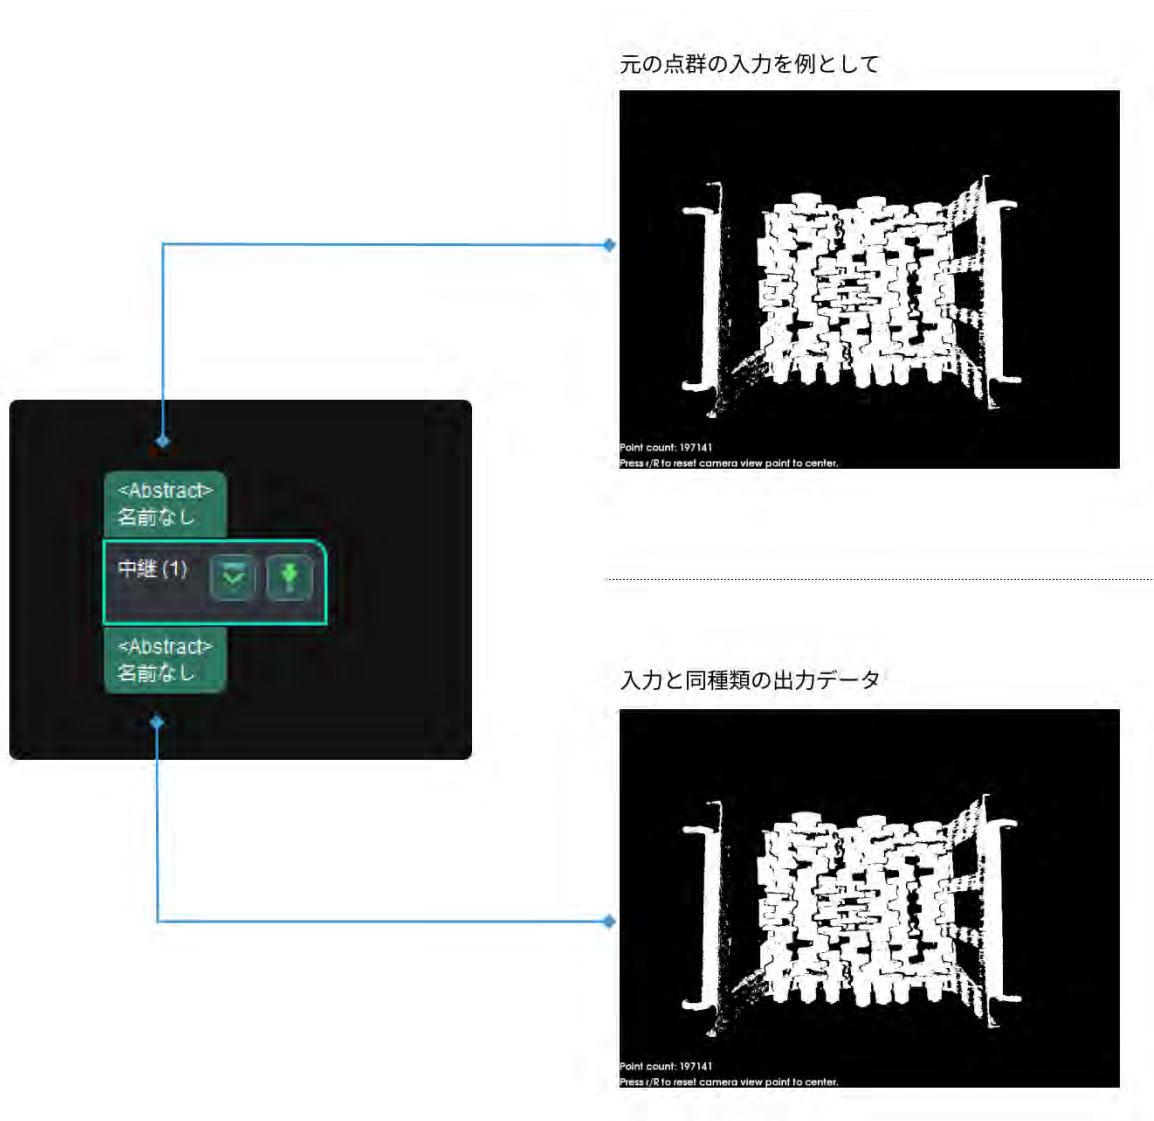 元の点群の入力を例として
Point count: 197141
Press r/R to reset camera view point to center.
<Abstract>
名前なし
中継 (1)
<Abstract>
名前なし
入力と同種類の出力データ
Point count: 197141
Press r/R to reset camera view point to center.